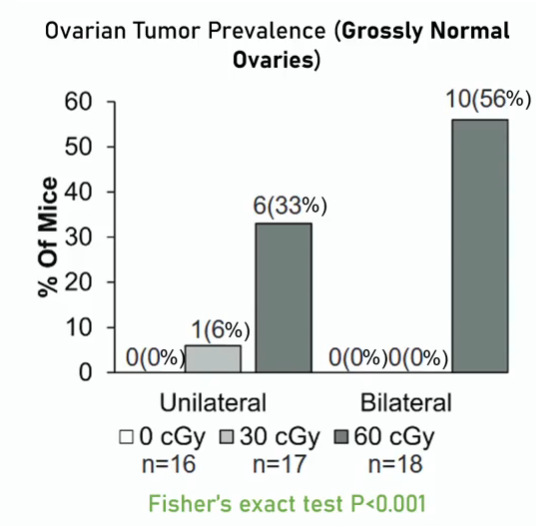 Ovarian Tumor Prevalence (Grossly Normal
Ovaries)
% Of Mice
60
50
40
30
20
10
0
0(0%)
1(6%)
6(33%)
0(0%)
0(0%)
10(56%)
Unilateral
Bilateral
0 cGy 30 cGy 60 cGy
n=16 n=17 n=18
Fisher's exact test P<0.001